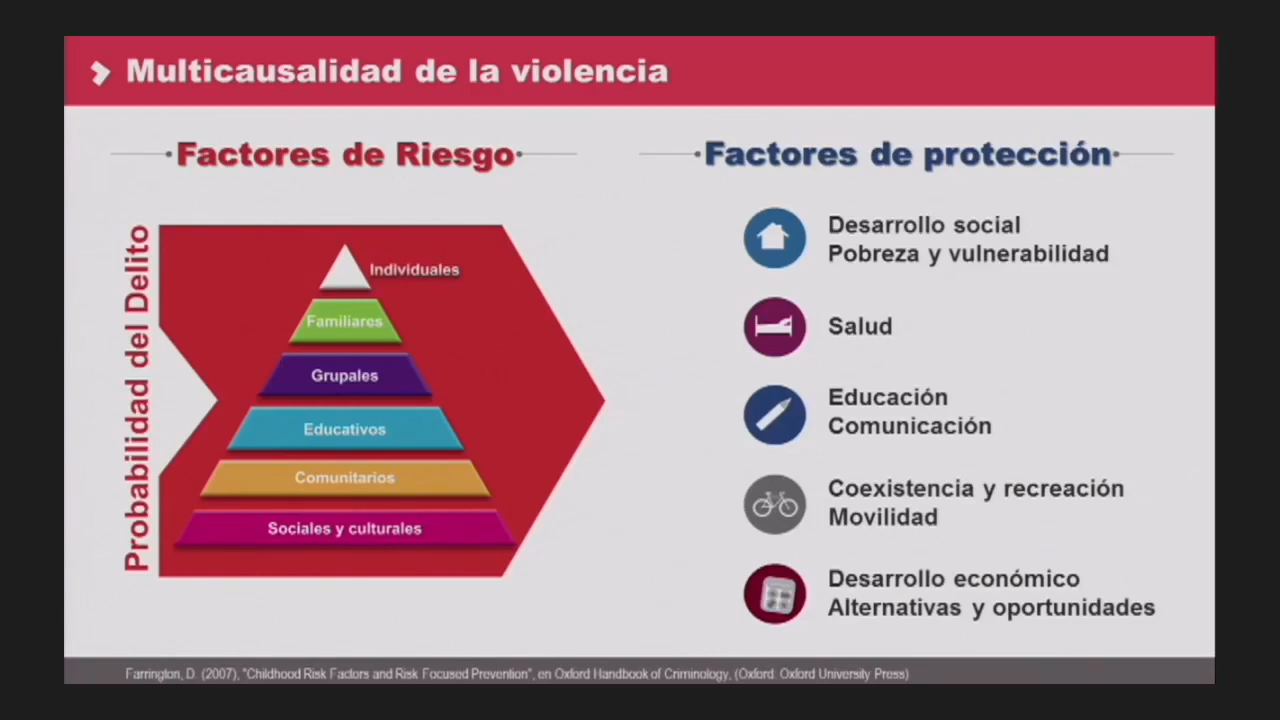 Multicausalidad de la violencia
Factores de Riesgo
Probabilidad del Delito
Individuales
Familiares
Grupales
Educativos
Comunitarios
Sociales y culturales
Factores de protección
Desarrollo social
Pobreza y vulnerabilidad
Salud
Educación
Comunicación
Coexistencia y recreación
Movilidad
Desarrollo económico
Alternativas y oportunidades
Farrington, D. (2007), "Childhood Risk Factors and Risk Focused Prevention", en Oxford Handbook of Criminology, (Oxford: Oxford University Press)